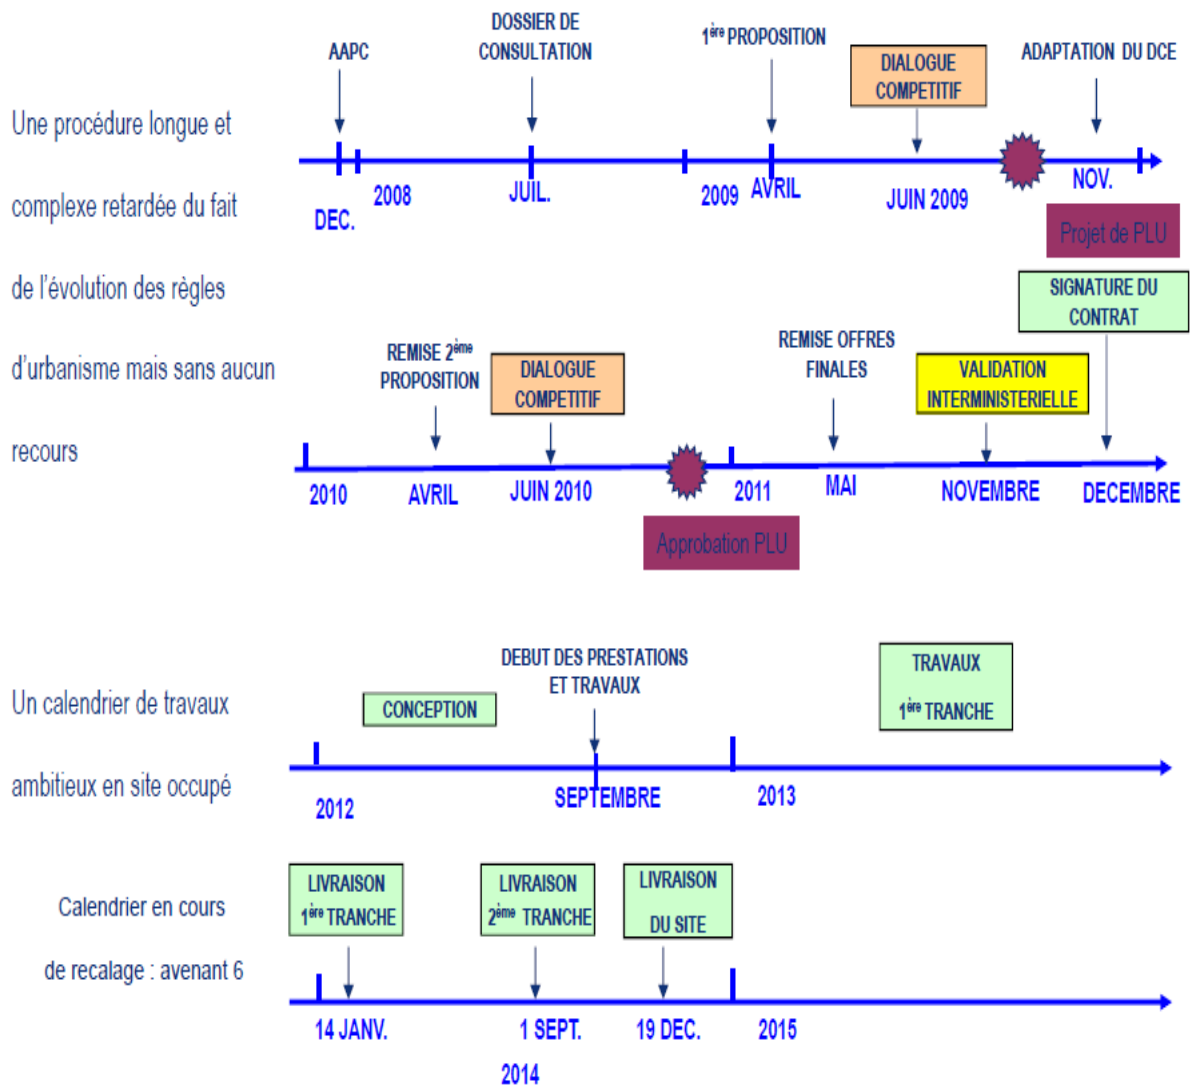 AAPC
DOSSIER DE
CONSULTATION
1ère PROPOSITION
DIALOGUE
COMPETITIF
ADAPTATION DU DCE
Une procédure longue et
complexe retardée du fait
de l'évolution des règles
d'urbanisme mais sans aucun
recours
DEC.
2008
JUIL.
2009
AVRIL
JUIN 2009
NOV.
Projet de PLU
REMISE 2ème
PROPOSITION
DIALOGUE
COMPETITIF
REMISE OFFRES
FINALES
VALIDATION
INTERMINISTERIELLE
SIGNATURE DU
CONTRAT
2010
AVRIL
JUIN 2010
2011
MAI
NOVEMBRE
DECEMBRE
Approbation PLU
Un calendrier de travaux
ambitieux en site occupé
CONCEPTION
DEBUT DES PRESTATIONS
ET TRAVAUX
TRAVAUX
1ère TRANCHE
2012
SEPTEMBRE
2013
Calendrier en cours
de recalage : avenant 6
LIVRAISON
1ère TRANCHE
LIVRAISON
2ème TRANCHE
LIVRAISON
DU SITE
14 JANV.
1 SEPT.
19 DEC.
2015
2014